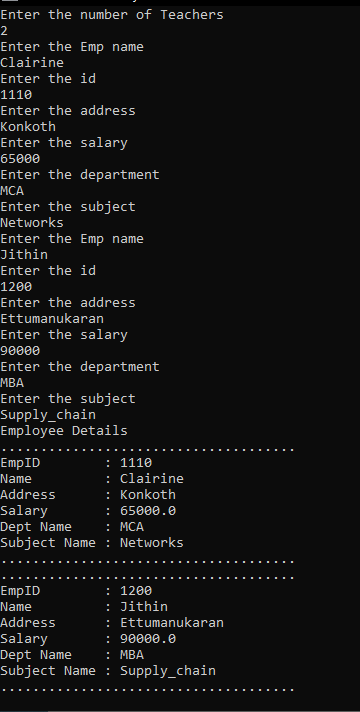 Enter the number of Teachers
2
Enter the Emp name
Clairine
Enter the id
1110
Enter the address
Konkoth
Enter the salary
65000
Enter the department
MCA
Enter the subject
Networks
Enter the Emp name
Jithin
Enter the id
1200
Enter the address
Ettumanukaran
Enter the salary
90000
Enter the department
MBA
Enter the subject
Supply_chain
Employee Details
.....................................
EmpID        : 1110
Name         : Clairine
Address      : Konkoth
Salary       : 65000.0
Dept Name    : MCA
Subject Name : Networks
.....................................
.....................................
EmpID        : 1200
Name         : Jithin
Address      : Ettumanukaran
Salary       : 90000.0
Dept Name    : MBA
Subject Name : Supply_chain
.....................................